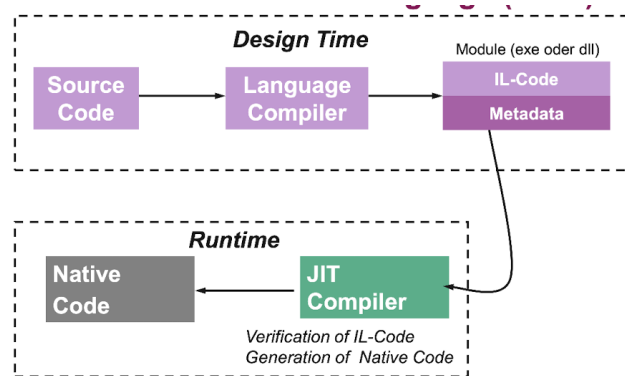 Design Time
Module (exe oder dll)
Source
Code
Language
Compiler
IL-Code
Metadata
Runtime
Native
Code
JIT
Compiler
Verification of IL-Code
Generation of Native Code